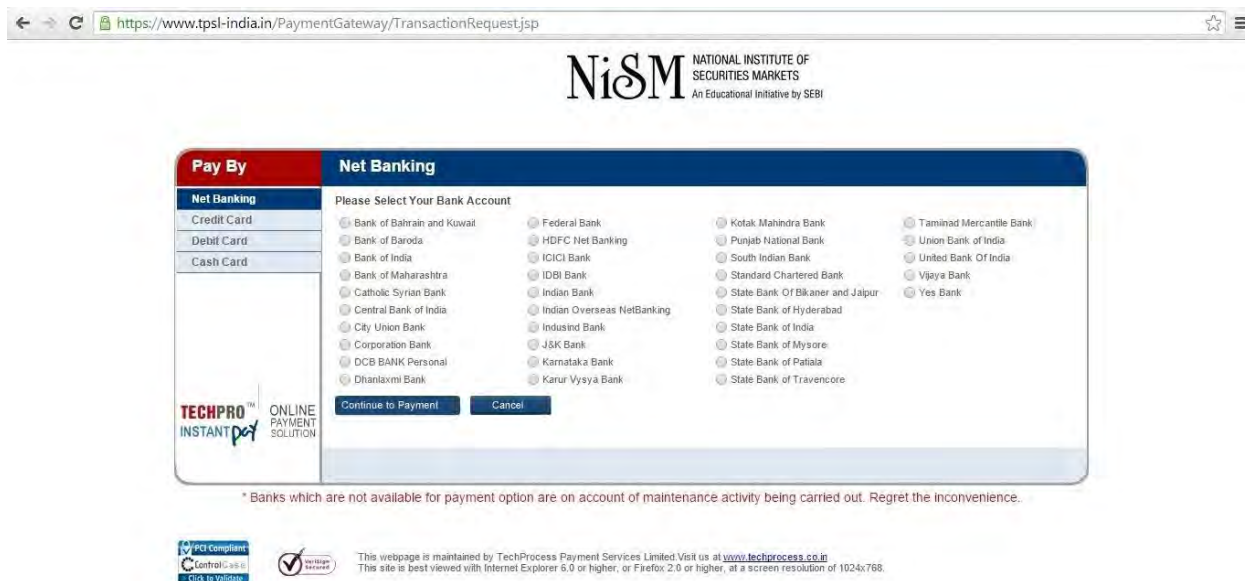 https://www.tpsl-india.in/PaymentGateway/TransactionRequest.jsp
NiSM
NATIONAL INSTITUTE OF
SECURITIES MARKETS
An Educational Initiative by SEBI
Pay By
Net Banking
Credit Card
Debit Card
Cash Card
Net Banking
Please Select Your Bank Account
Bank of Bahrain and Kuwait
Bank of Baroda
Bank of India
Bank of Maharashtra
Catholic Syrian Bank
Central Bank of India
City Union Bank
Corporation Bank
DCB BANK Personal
Dhanlaxmi Bank
Federal Bank
HDFC Net Banking
ICICI Bank
IDBI Bank
Indian Bank
Indian Overseas NetBanking
Indusind Bank
J&K Bank
Karnataka Bank
Karur Vysya Bank
Kotak Mahindra Bank
Punjab National Bank
South Indian Bank
Standard Chartered Bank
State Bank Of Bikaner and Jaipur
State Bank of Hyderabad
State Bank of India
State Bank of Mysore
State Bank of Patiala
State Bank of Travencore
Tamilnad Mercantile Bank
Union Bank of India
United Bank Of India
Vijaya Bank
Yes Bank
Continue to Payment
Cancel
TECHPRO™
INSTANT pay
ONLINE
PAYMENT
SOLUTION
* Banks which are not available for payment option are on account of maintenance activity being carried out. Regret the inconvenience.
PCI Compliant
ControlCase
Click to Validate
VeriSign
Secured
This webpage is maintained by TechProcess Payment Services Limited.Visit us at www.techprocess.co.in
This site is best viewed with Internet Explorer 6.0 or higher, or Firefox 2.0 or higher, at a screen resolution of 1024x768.